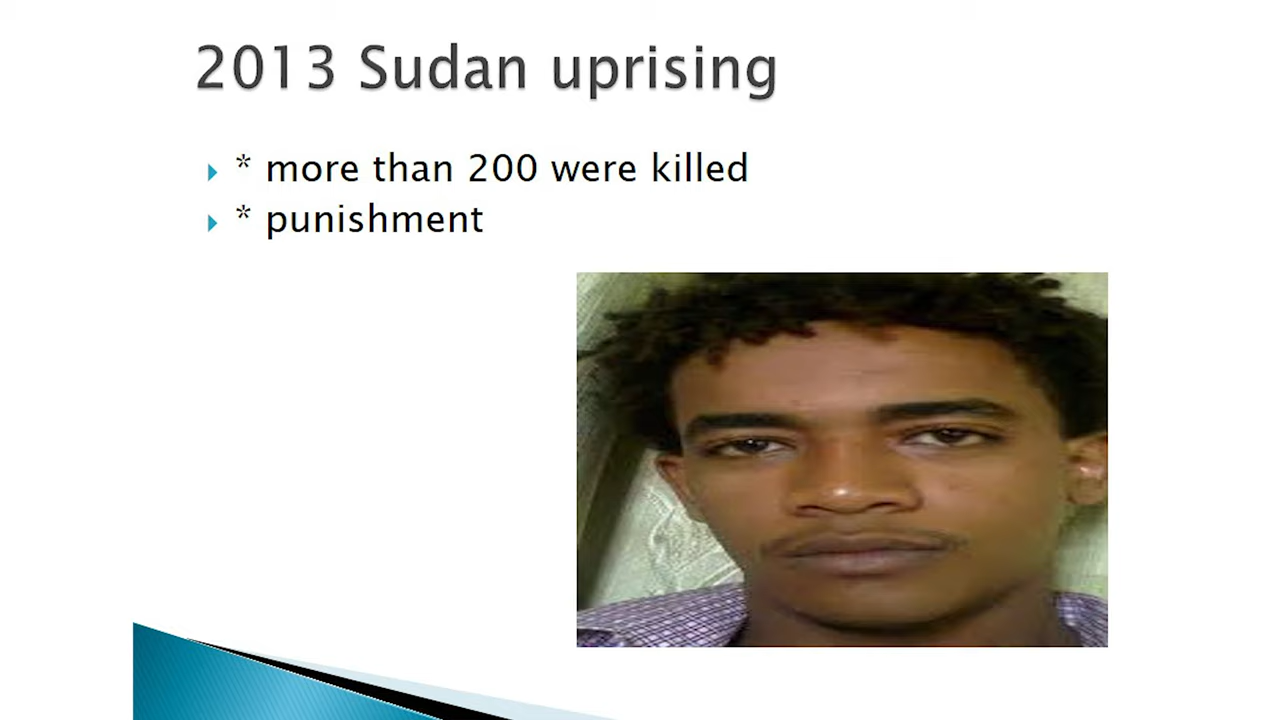 2013 Sudan uprising
* more than 200 were killed
* punishment